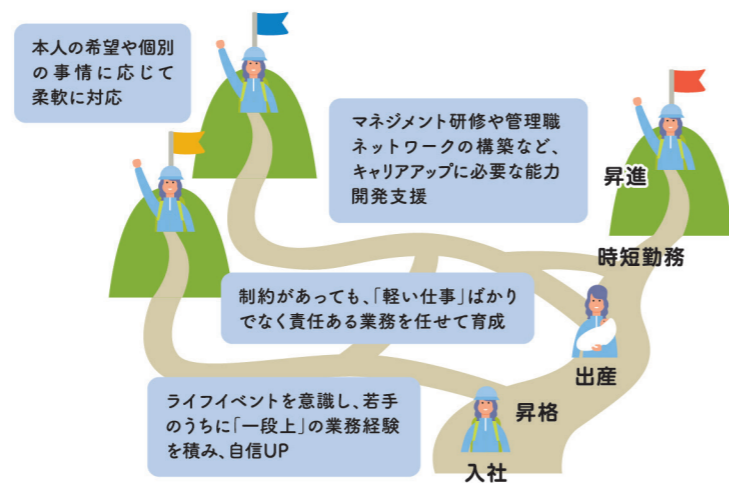 本人の希望や個別
の事情に応じて
柔軟に対応
マネジメント研修や管理職
ネットワークの構築など、
キャリアアップに必要な能力
開発支援
昇進
時短勤務
制約があっても、「軽い仕事」ばかり
でなく責任ある業務を任せて育成
出産
ライフイベントを意識し、若手
のうちに「一段上」の業務経験
を積み、自信UP
昇格
入社